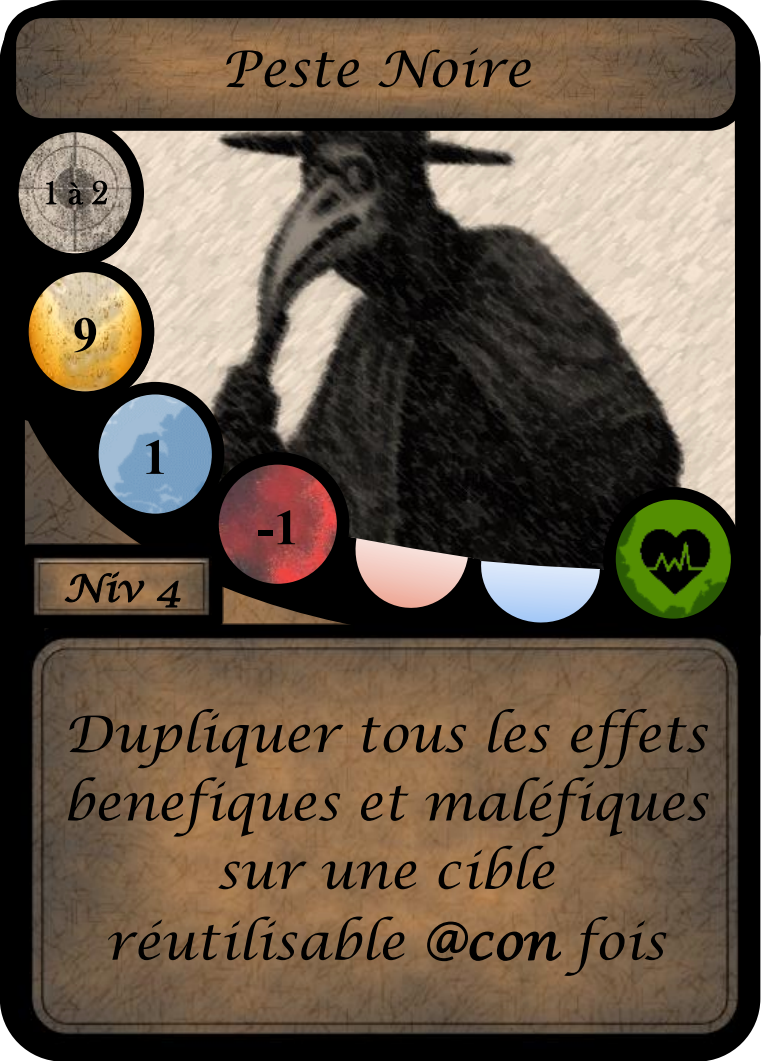 Peste Noire
1 à 2
9
1
-1
Niv 4
Dupliquer tous les effets
benefiques et maléfiques
sur une cible
réutilisable @con fois